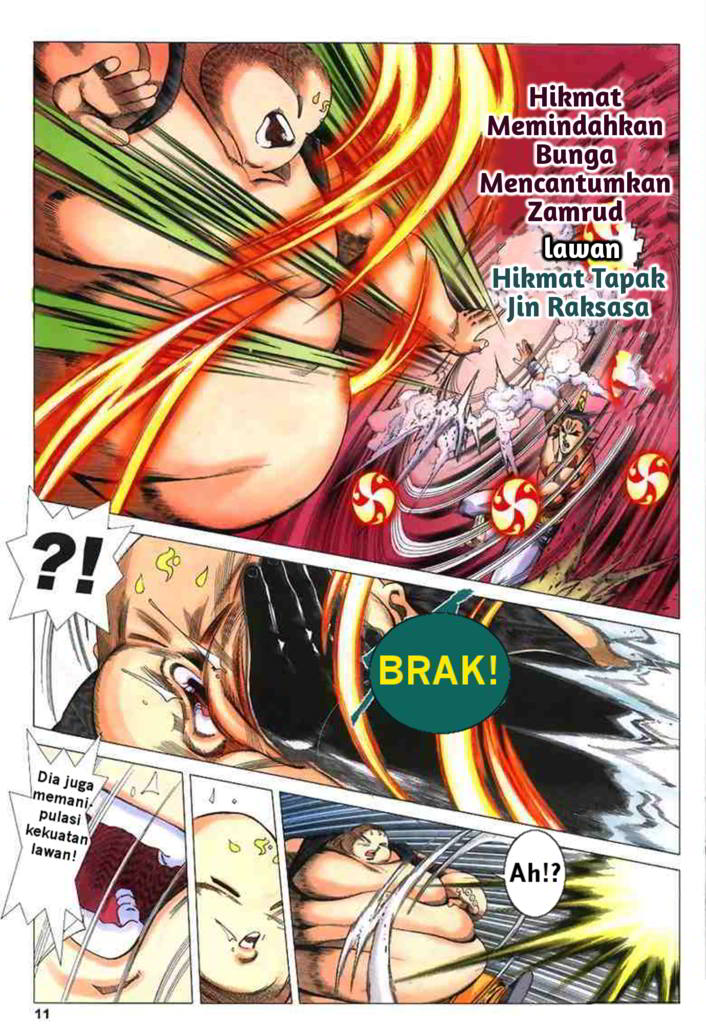 Hikmat
Memindahkan
Bunga
Mencantumkan
Zamrud
lawan
Hikmat Tapak
Jin Raksasa
?!
BRAK!
Dia juga
memani-
pulasi
kekuatan
lawan!
Ah!?
11